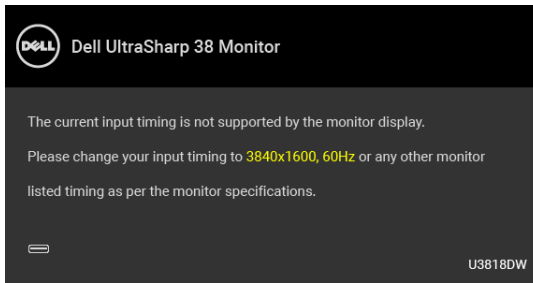 DELL
Dell UltraSharp 38 Monitor
The current input timing is not supported by the monitor display.
Please change your input timing to 3840x1600, 60Hz or any other monitor
listed timing as per the monitor specifications.
U3818DW